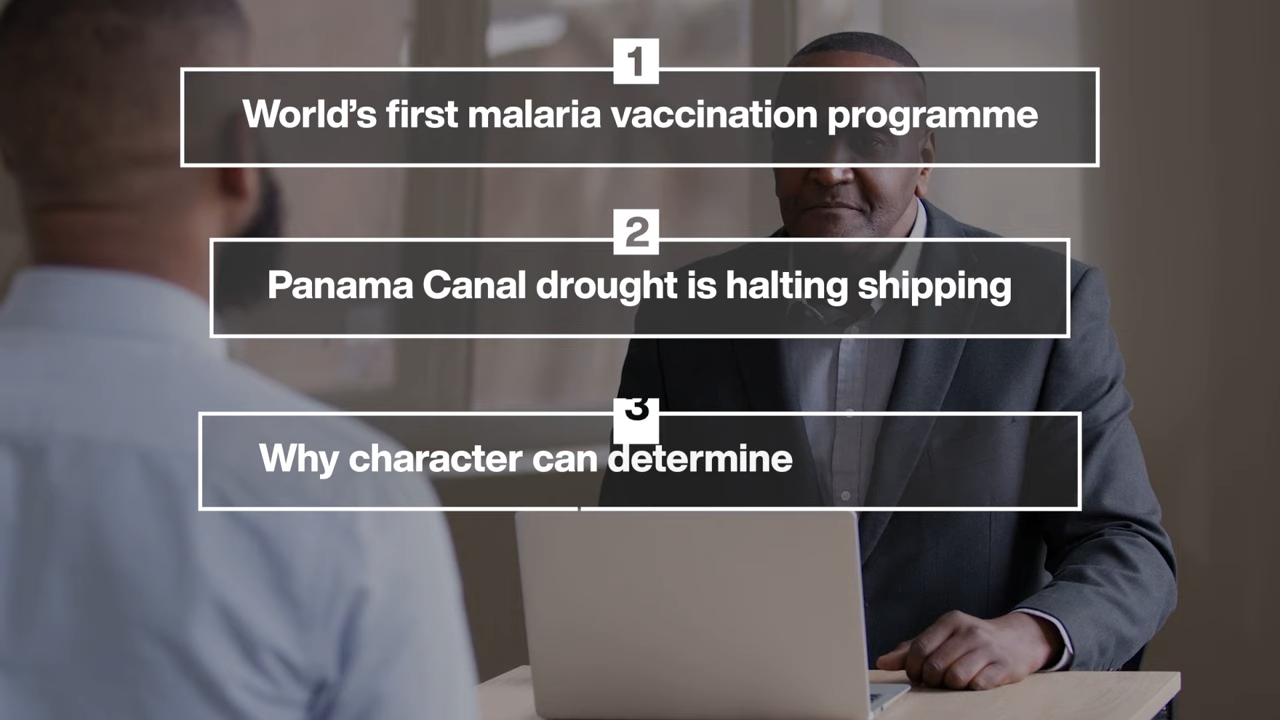 1
World’s first malaria vaccination programme
2
Panama Canal drought is halting shipping
3
Why character can determine